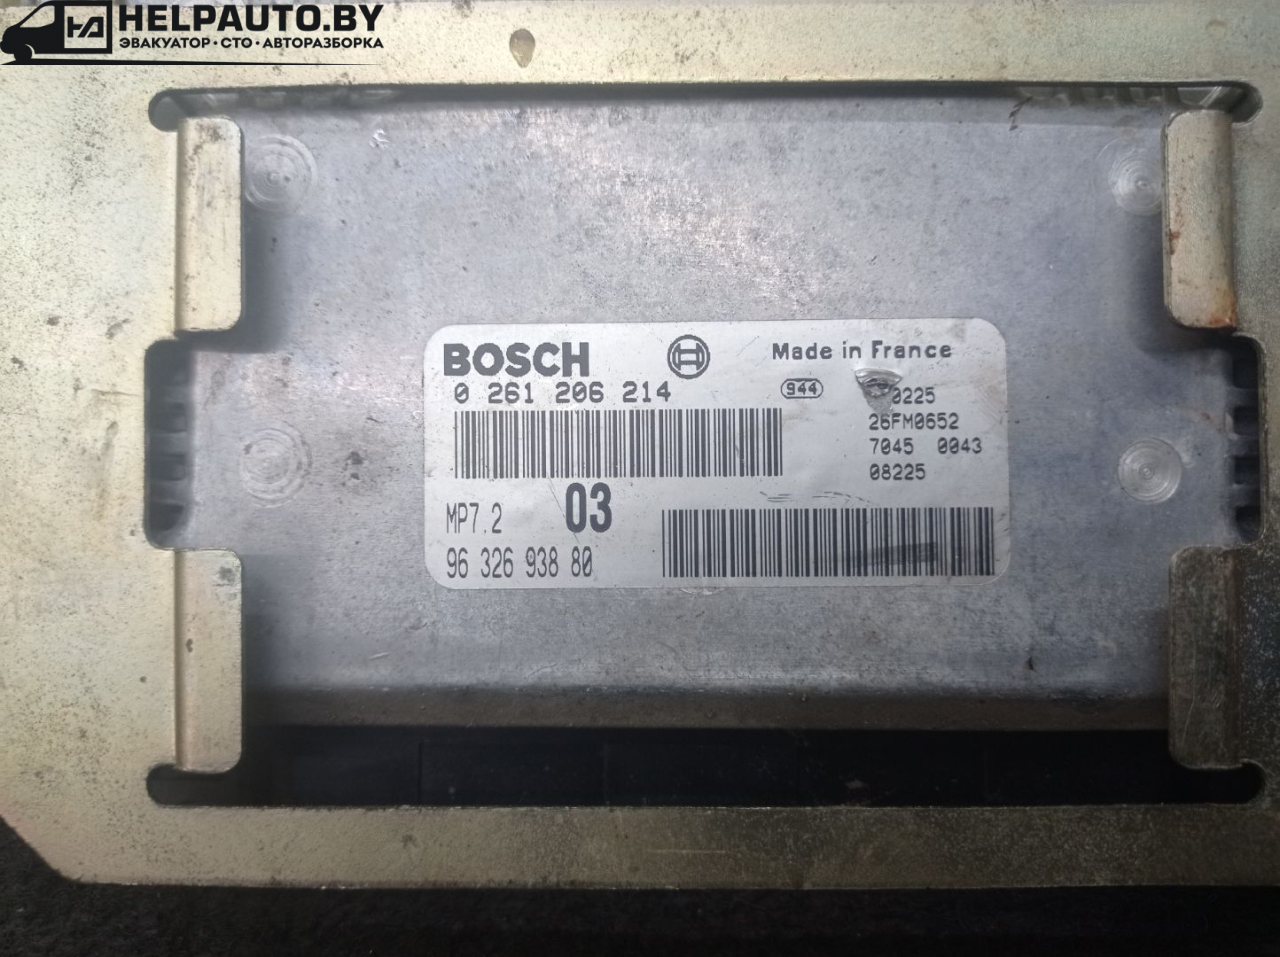 HELPAUTO.BY
ЭВАКУАТОР·СТО·АВТОРАЗБОРКА
BOSCH
Made in France
0 261 206 214
944
0225
26FM0652
7045 0043
08225
MP7.2
03
96 326 938 80